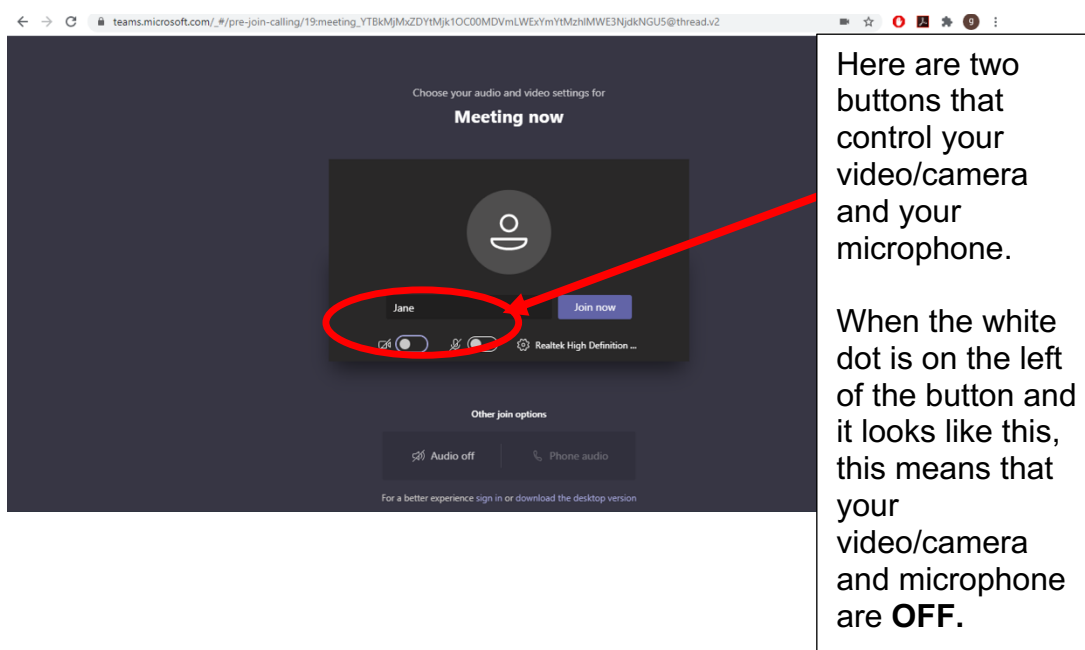 teams.microsoft.com/_#/pre-join-calling/19:meeting_YTBkMjMxZDYtMjk1OC00MDVmLWExYmYtMzhlMWE3NjdkNGU5@thread.v2
g
Choose your audio and video settings for
Meeting now
Jane
Join now
Realtek High Definition ...
Other join options
Audio off
Phone audio
For a better experience sign in or download the desktop version
Here are two
buttons that
control your
video/camera
and your
microphone.
When the white
dot is on the left
of the button and
it looks like this,
this means that
your
video/camera
and microphone
are OFF.